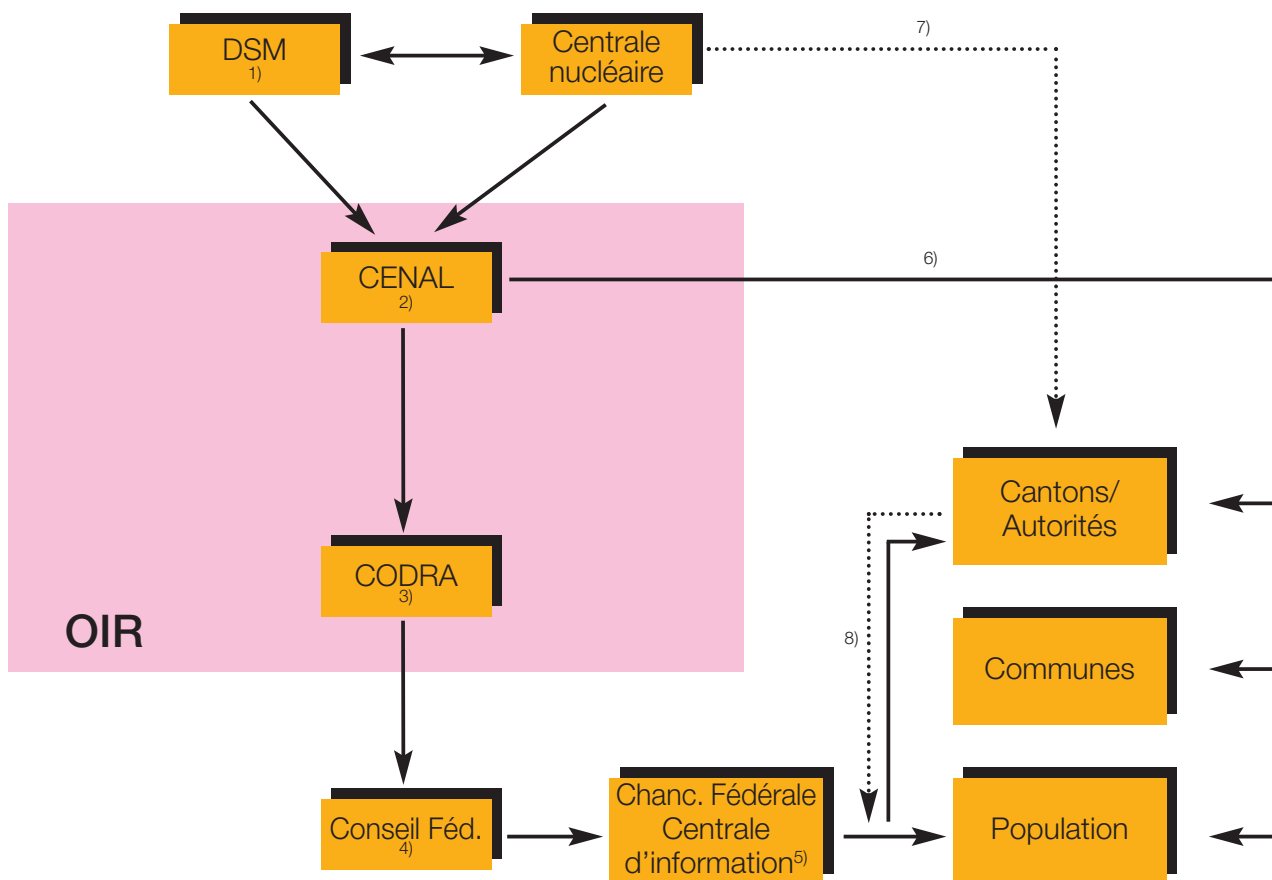 DSM
1)
Centrale
nucléaire
7)
CENAL
2)
6)
Cantons/
Autorités
CODRA
3)
OIR
8)
Communes
Conseil Féd.
4)
Chanc. Fédérale
Centrale
d'information5)
Population